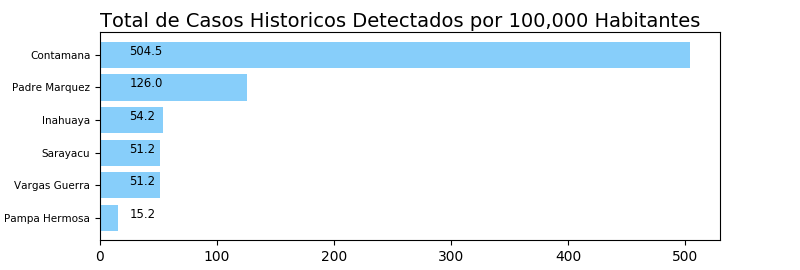 Total de Casos Historicos Detectados por 100,000 Habitantes
Contamana 504.5
Padre Marquez 126.0
Inahuaya 54.2
Sarayacu 51.2
Vargas Guerra 51.2
Pampa Hermosa 15.2
0 100 200 300 400 500